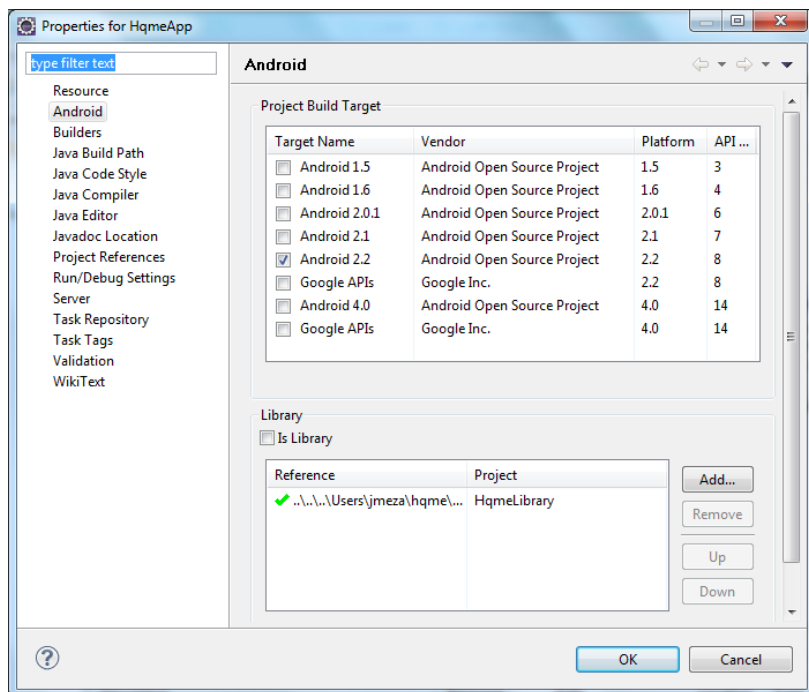 Properties for HqmeApp
type filter text
Resource
Android
Builders
Java Build Path
Java Code Style
Java Compiler
Java Editor
Javadoc Location
Project References
Run/Debug Settings
Server
Task Repository
Task Tags
Validation
WikiText
Android
Project Build Target
Target Name Vendor Platform API ...
Android 1.5 Android Open Source Project 1.5 3
Android 1.6 Android Open Source Project 1.6 4
Android 2.0.1 Android Open Source Project 2.0.1 6
Android 2.1 Android Open Source Project 2.1 7
Android 2.2 Android Open Source Project 2.2 8
Google APIs Google Inc. 2.2 8
Android 4.0 Android Open Source Project 4.0 14
Google APIs Google Inc. 4.0 14
Library
Is Library
Reference Project
..\..\..\Users\jmeza\hqme\... HqmeLibrary
Add...
Remove
Up
Down
?
OK Cancel